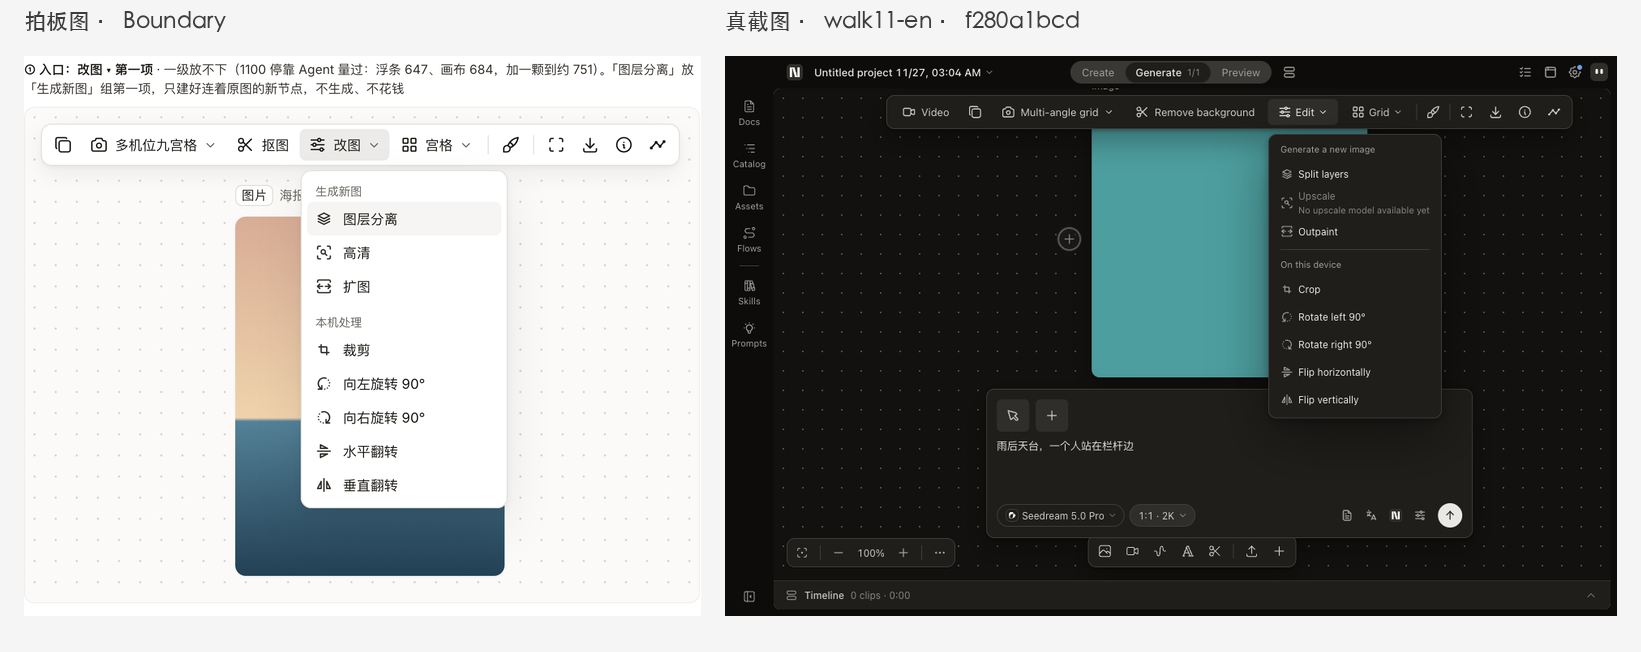 拍板图 · Boundary
① 入口：改图 ▾ 第一项 · 一级放不下（1100 停靠 Agent 量过：浮条 647、画布 684，加一颗到约 751）。「图层分离」放
「生成新图」组第一项，只建好连着原图的新节点，不生成、不花钱
多机位九宫格 抠图 改图 宫格
图片
生成新图
图层分离
高清
扩图
本机处理
裁剪
向左旋转 90°
向右旋转 90°
水平翻转
垂直翻转
真截图 · walk11-en · f280a1bcd
Untitled project 11/27, 03:04 AM
Create Generate 1/1 Preview
Video Multi-angle grid Remove background Edit Grid
Docs
Catalog
Assets
Flows
Skills
Prompts
Generate a new image
Split layers
Upscale
No upscale model available yet
Outpaint
On this device
Crop
Rotate left 90°
Rotate right 90°
Flip horizontally
Flip vertically
雨后天台，一个人站在栏杆边
Seedream 5.0 Pro 1:1 · 2K
100%
Timeline 0 clips · 0:00